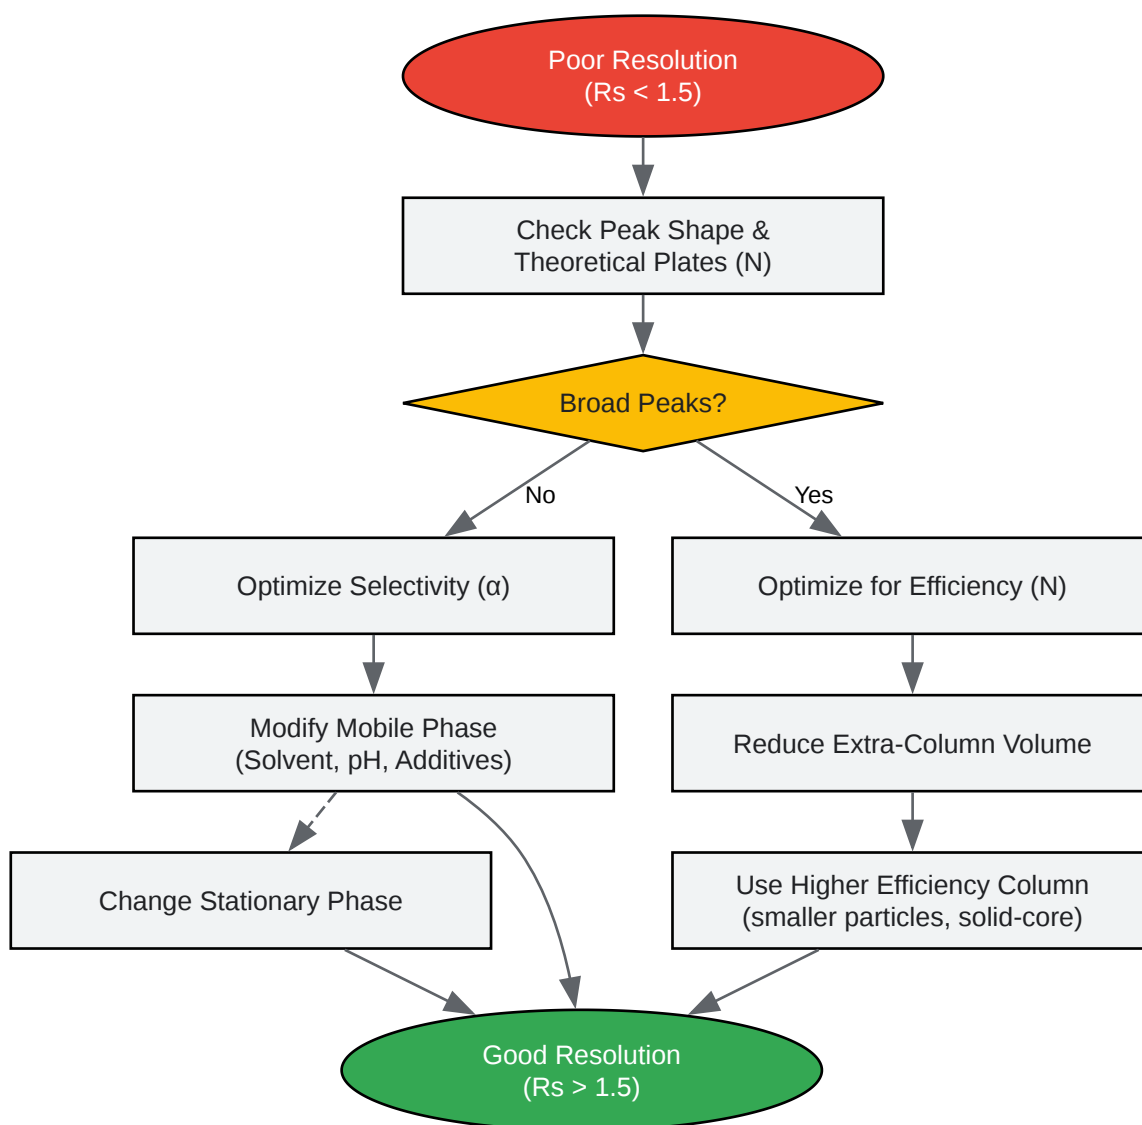 Poor Resolution
(Rs < 1.5)
Check Peak Shape &
Theoretical Plates (N)
Broad Peaks?
No
Yes
Optimize Selectivity (α)
Optimize for Efficiency (N)
Modify Mobile Phase
(Solvent, pH, Additives)
Reduce Extra-Column Volume
Change Stationary Phase
Use Higher Efficiency Column
(smaller particles, solid-core)
Good Resolution
(Rs > 1.5)